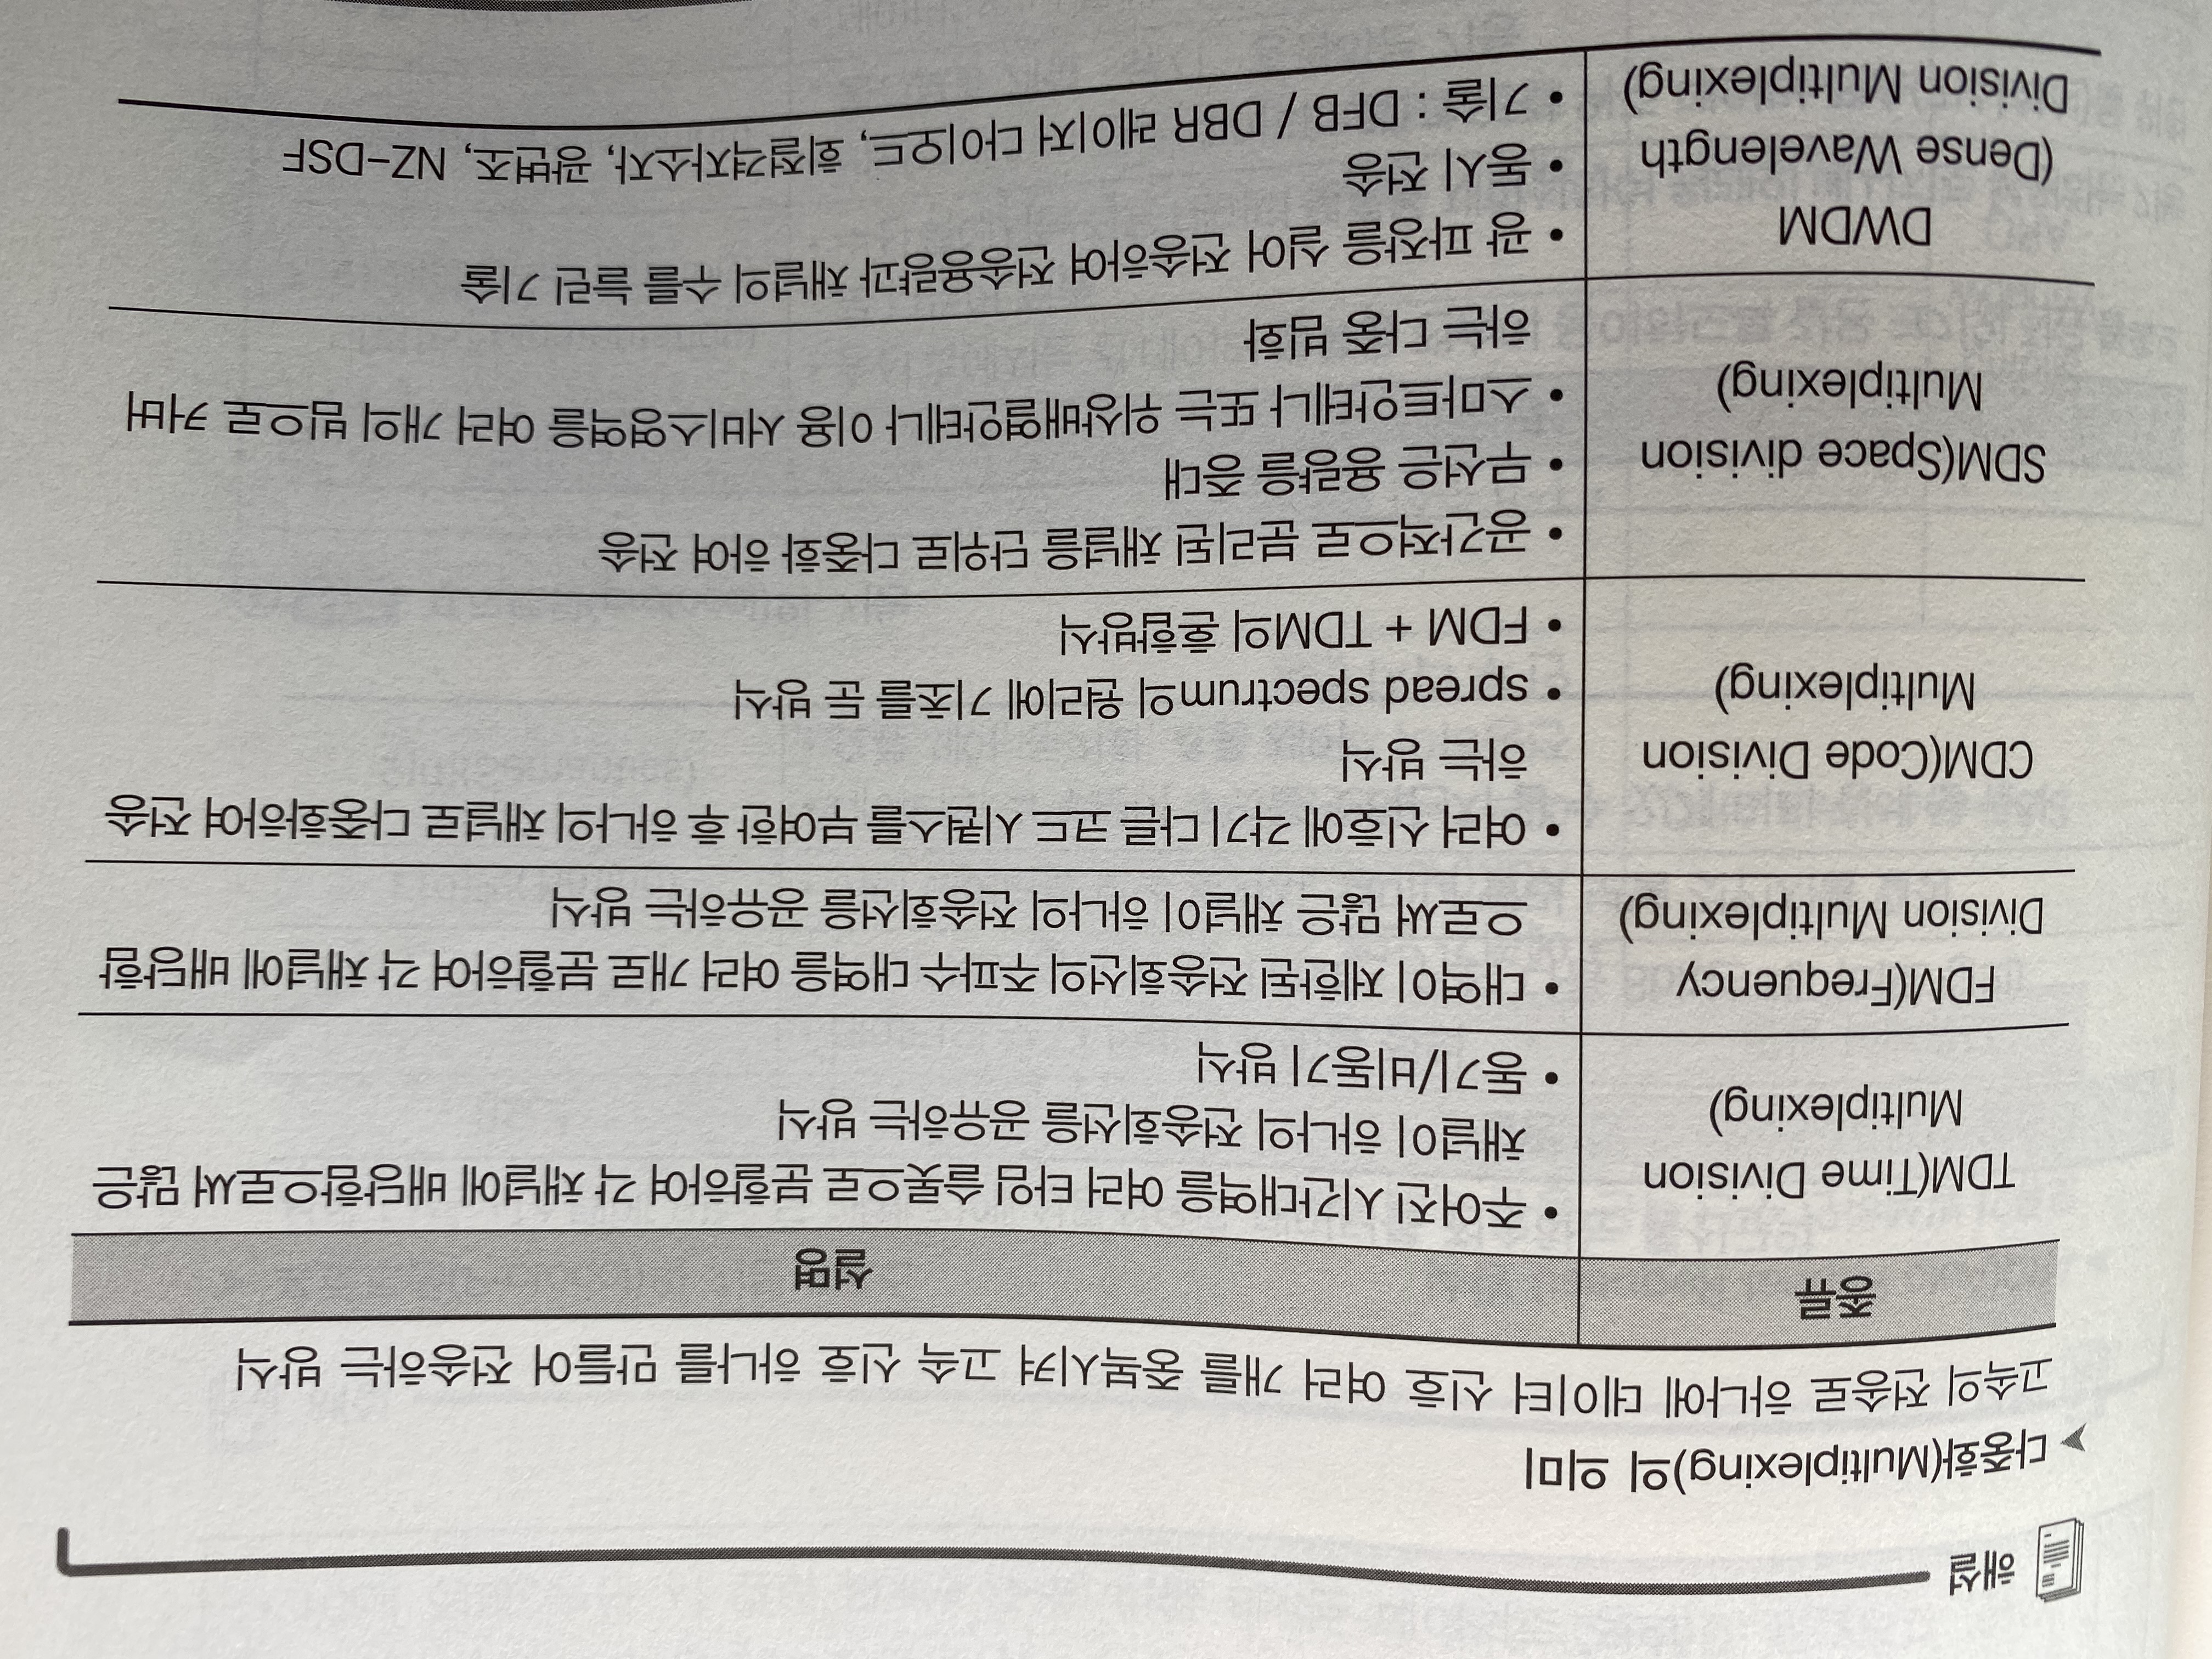 해설
➤ 다중화(Multiplexing)의 의미
고속의 전송로 하나에 데이터 신호 여러 개를 중복시켜 고속 신호 하나를 만들어 전송하는 방식
종류
설명
TDM(Time Division
Multiplexing)
• 주어진 시간대역을 여러 타임 슬롯으로 분할하여 각 채널에 배당함으로써 많은
채널이 하나의 전송회선을 공유하는 방식
• 동기/비동기 방식
FDM(Frequency
Division Multiplexing)
• 대역이 제한된 전송회선의 주파수 대역을 여러 개로 분할하여 각 채널에 배당함
으로써 많은 채널이 하나의 전송회선을 공유하는 방식
CDM(Code Division
Multiplexing)
• 여러 신호에 각기 다른 코드 시퀀스를 부여한 후 하나의 채널로 다중화하여 전송
하는 방식
• spread spectrum의 원리에 기초를 둔 방식
• FDM + TDM의 혼합방식
SDM(Space division
Multiplexing)
• 공간적으로 분리된 채널을 단위로 다중화 하여 전송
• 무선은 용량을 증대
• 스마트안테나 또는 위상배열안테나 이용 서비스영역을 여러 개의 빔으로 커버
하는 다중 빔화
DWDM
(Dense Wavelength
Division Multiplexing)
• 광 파장을 실어 전송하여 전송용량과 채널의 수를 늘린 기술
• 동시 전송
• 기술 : DFB / DBR 레이저 다이오드, 회절격자소자, 광변조, NZ-DSF